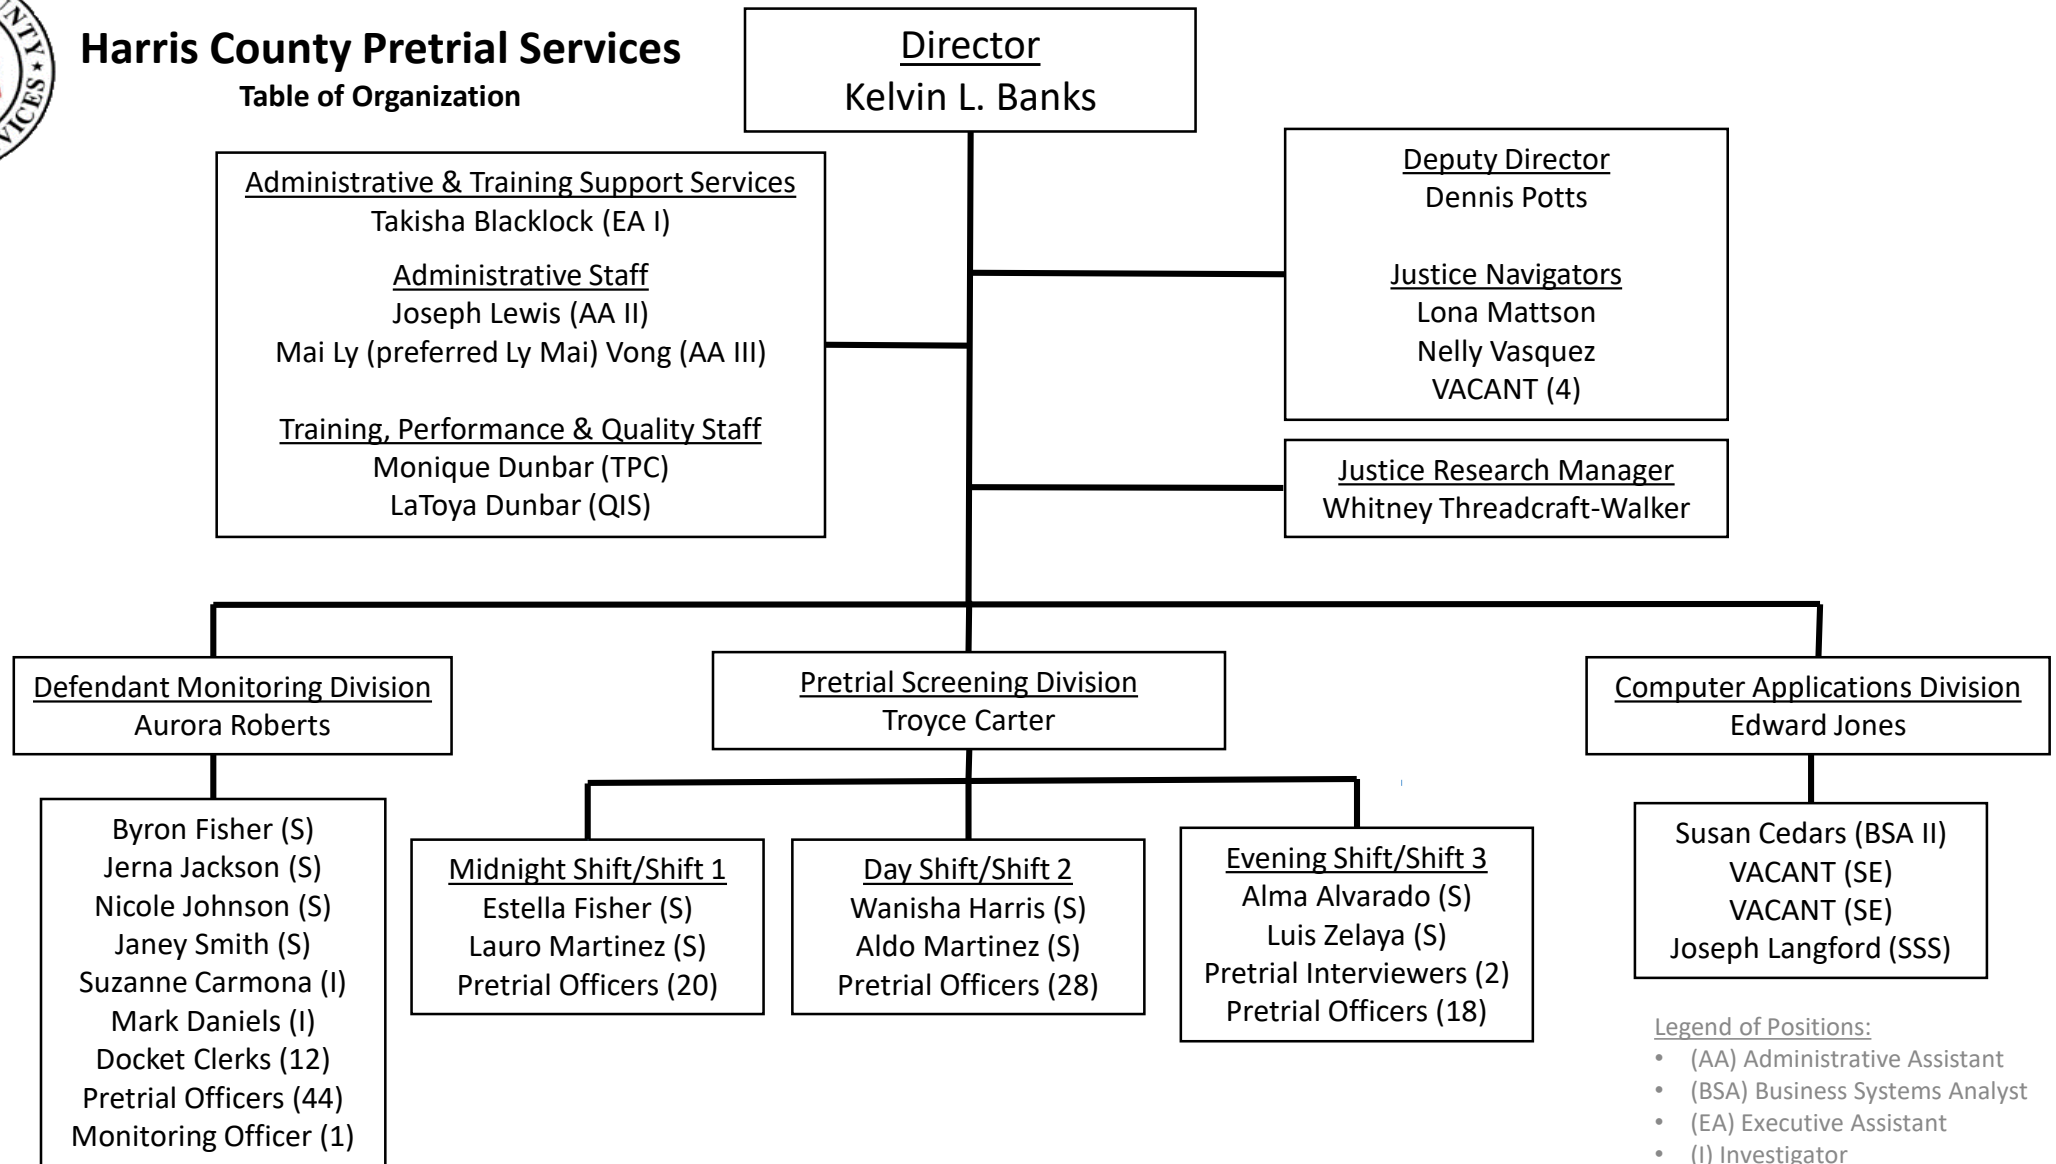 UNTY ★
VICES
Harris County Pretrial Services
Table of Organization
Director
Kelvin L. Banks
Administrative & Training Support Services
Takisha Blacklock (EA I)
Administrative Staff
Joseph Lewis (AA II)
Mai Ly (preferred Ly Mai) Vong (AA III)
Training, Performance & Quality Staff
Monique Dunbar (TPC)
LaToya Dunbar (QIS)
Deputy Director
Dennis Potts
Justice Navigators
Lona Mattson
Nelly Vasquez
VACANT (4)
Justice Research Manager
Whitney Threadcraft-Walker
Defendant Monitoring Division
Aurora Roberts
Byron Fisher (S)
Jerna Jackson (S)
Nicole Johnson (S)
Janey Smith (S)
Suzanne Carmona (I)
Mark Daniels (I)
Docket Clerks (12)
Pretrial Officers (44)
Monitoring Officer (1)
Pretrial Screening Division
Troyce Carter
Midnight Shift/Shift 1
Estella Fisher (S)
Lauro Martinez (S)
Pretrial Officers (20)
Day Shift/Shift 2
Wanisha Harris (S)
Aldo Martinez (S)
Pretrial Officers (28)
Evening Shift/Shift 3
Alma Alvarado (S)
Luis Zelaya (S)
Pretrial Interviewers (2)
Pretrial Officers (18)
Computer Applications Division
Edward Jones
Susan Cedars (BSA II)
VACANT (SE)
VACANT (SE)
Joseph Langford (SSS)
Legend of Positions:
• (AA) Administrative Assistant
• (BSA) Business Systems Analyst
• (EA) Executive Assistant
• (I) Investigator